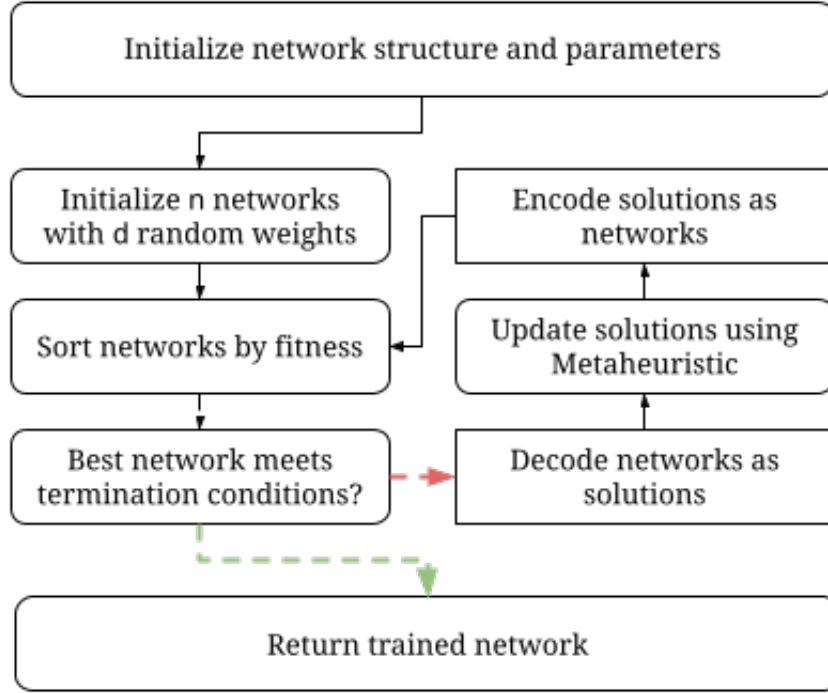 Initialize network structure and parameters
Initialize n networks
with d random weights
Encode solutions as
networks
Sort networks by fitness
Update solutions using
Metaheuristic
Best network meets
termination conditions?
Decode networks as
solutions
Return trained network